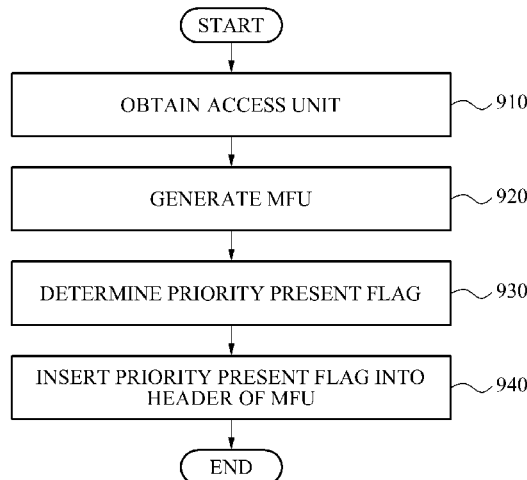 START
OBTAIN ACCESS UNIT
910
GENERATE MFU
920
DETERMINE PRIORITY PRESENT FLAG
930
INSERT PRIORITY PRESENT FLAG INTO
HEADER OF MFU
940
END